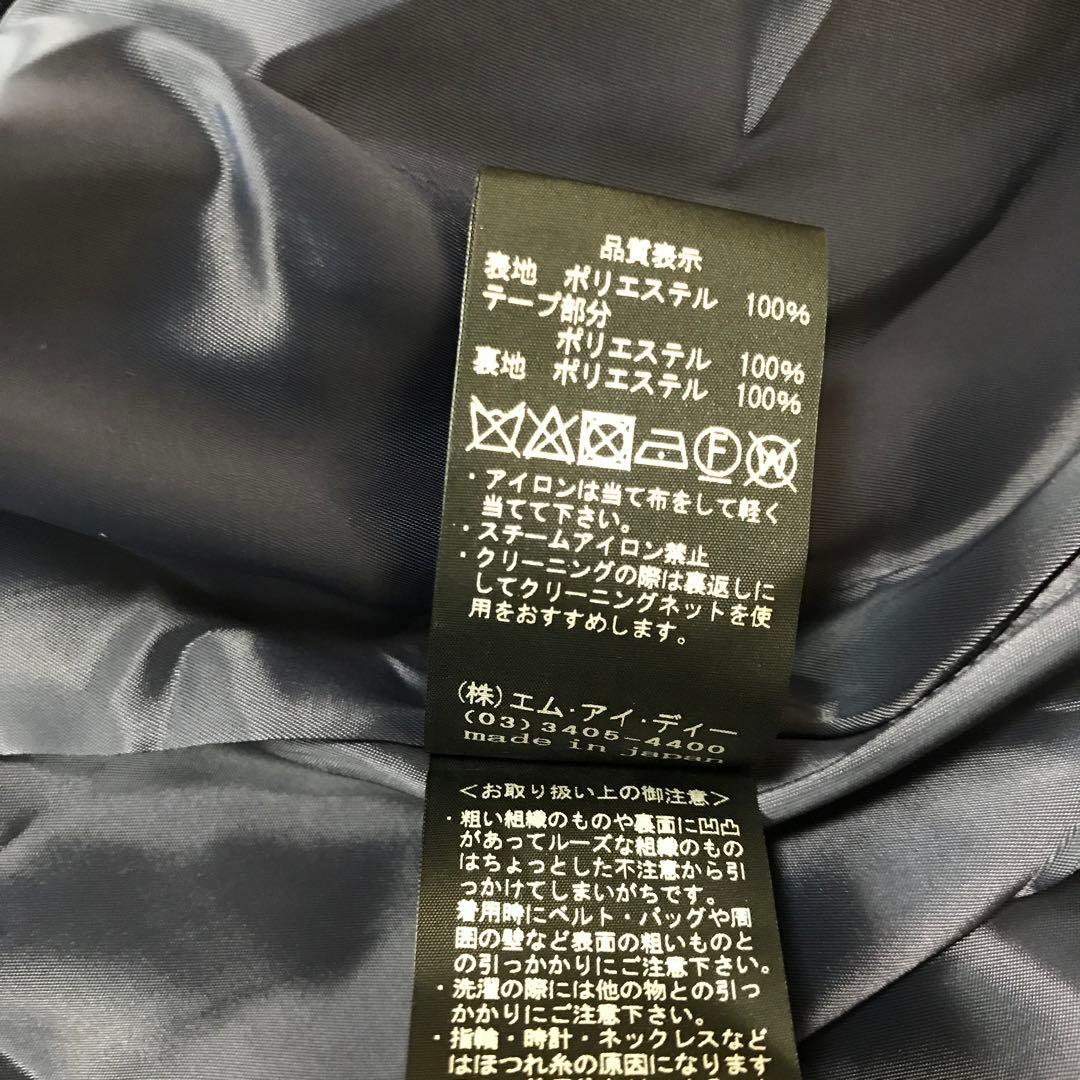 品質表示
表地 ポリエステル 100%
テープ部分
ポリエステル 100%
裏地 ポリエステル 100%
F W
・アイロンは当て布をして軽く
当てて下さい。
・スチームアイロン禁止
・クリーニングの際は裏返しに
してクリーニングネットを使
用をおすすめします。
(株)エム・アイ・ディー
(03)3405-4400
made in japan
<お取り扱い上の御注意>
・粗い組織のものや裏面に凹凸
があってルーズな組織のもの
はちょっとした不注意から引
っかけてしまいがちです。
着用時にベルト・バッグや周
囲の壁など表面の粗いものと
の引っかかりにご注意下さい。
・洗濯の際には他の物との引っ
かかりにご注意下さい。
・指輪・時計・ネックレスなど
はほつれ糸の原因になります